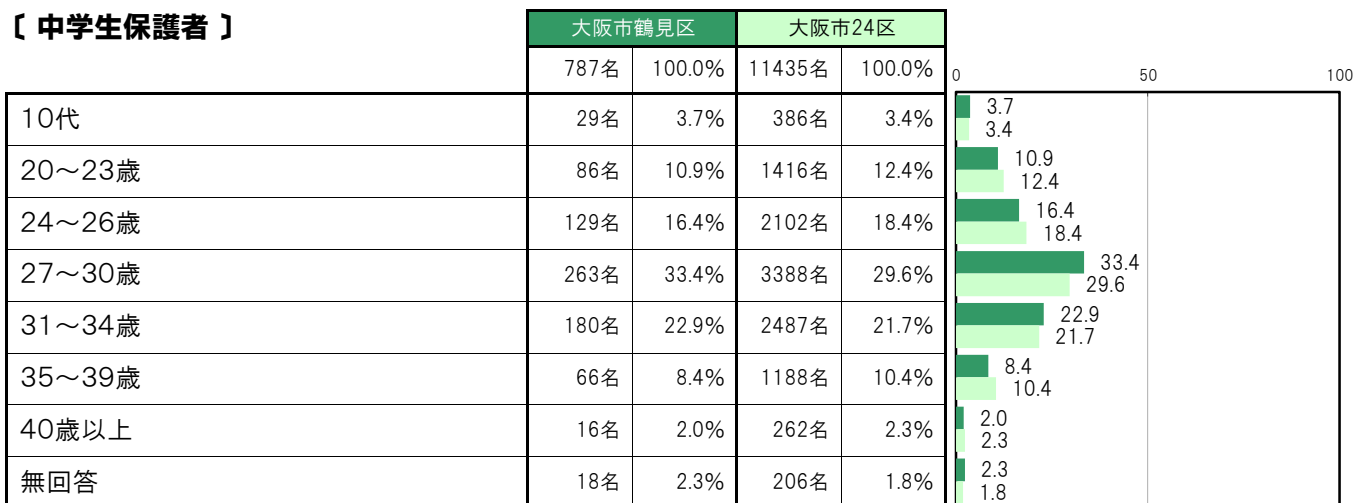 〔 中学生保護者 〕
大阪市鶴見区 大阪市24区
787名 100.0% 11435名 100.0%
0 50 100
10代 29名 3.7% 386名 3.4%
3.7
3.4
20～23歳 86名 10.9% 1416名 12.4%
10.9
12.4
24～26歳 129名 16.4% 2102名 18.4%
16.4
18.4
27～30歳 263名 33.4% 3388名 29.6%
33.4
29.6
31～34歳 180名 22.9% 2487名 21.7%
22.9
21.7
35～39歳 66名 8.4% 1188名 10.4%
8.4
10.4
40歳以上 16名 2.0% 262名 2.3%
2.0
2.3
無回答 18名 2.3% 206名 1.8%
2.3
1.8